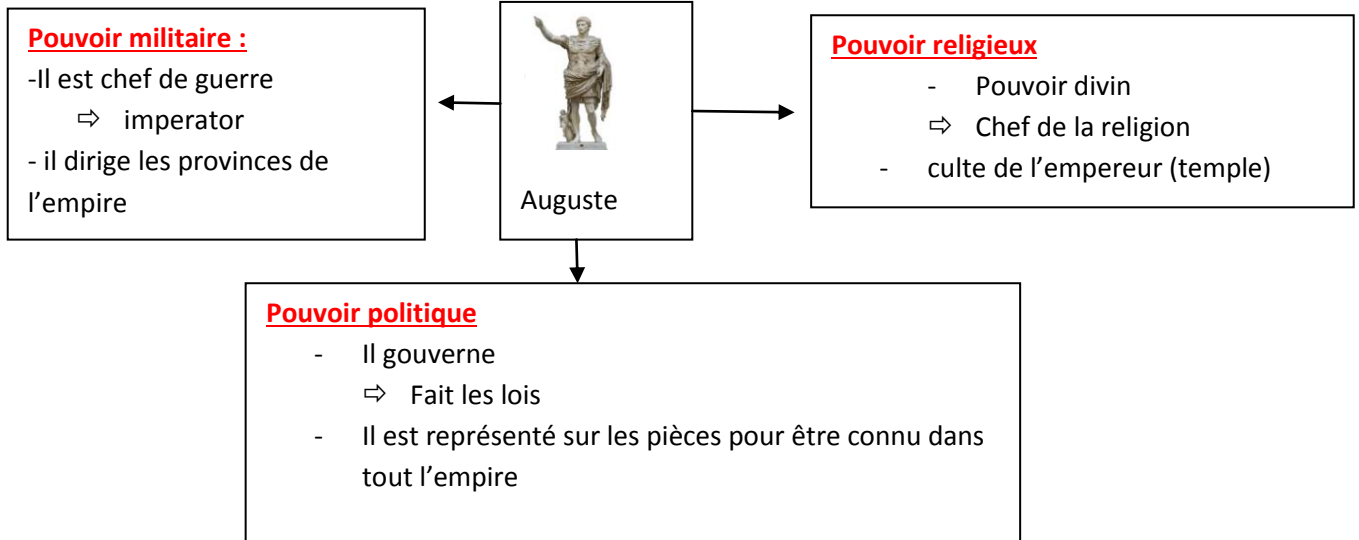 Pouvoir militaire :
-Il est chef de guerre
⇨ imperator
- il dirige les provinces de
l’empire
Auguste
Pouvoir religieux
- Pouvoir divin
⇨ Chef de la religion
- culte de l’empereur (temple)
Pouvoir politique
- Il gouverne
⇨ Fait les lois
- Il est représenté sur les pièces pour être connu dans
tout l’empire